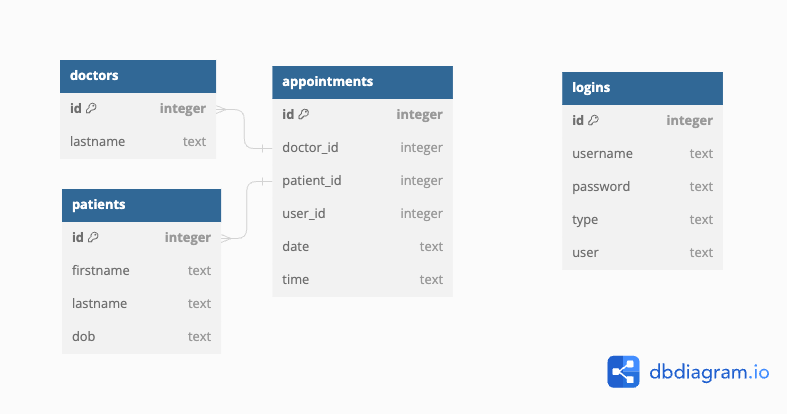 doctors
id integer
lastname text
patients
id integer
firstname text
lastname text
dob text
appointments
id integer
doctor_id integer
patient_id integer
user_id integer
date text
time text
logins
id integer
username text
password text
type text
user text
dbdiagram.io